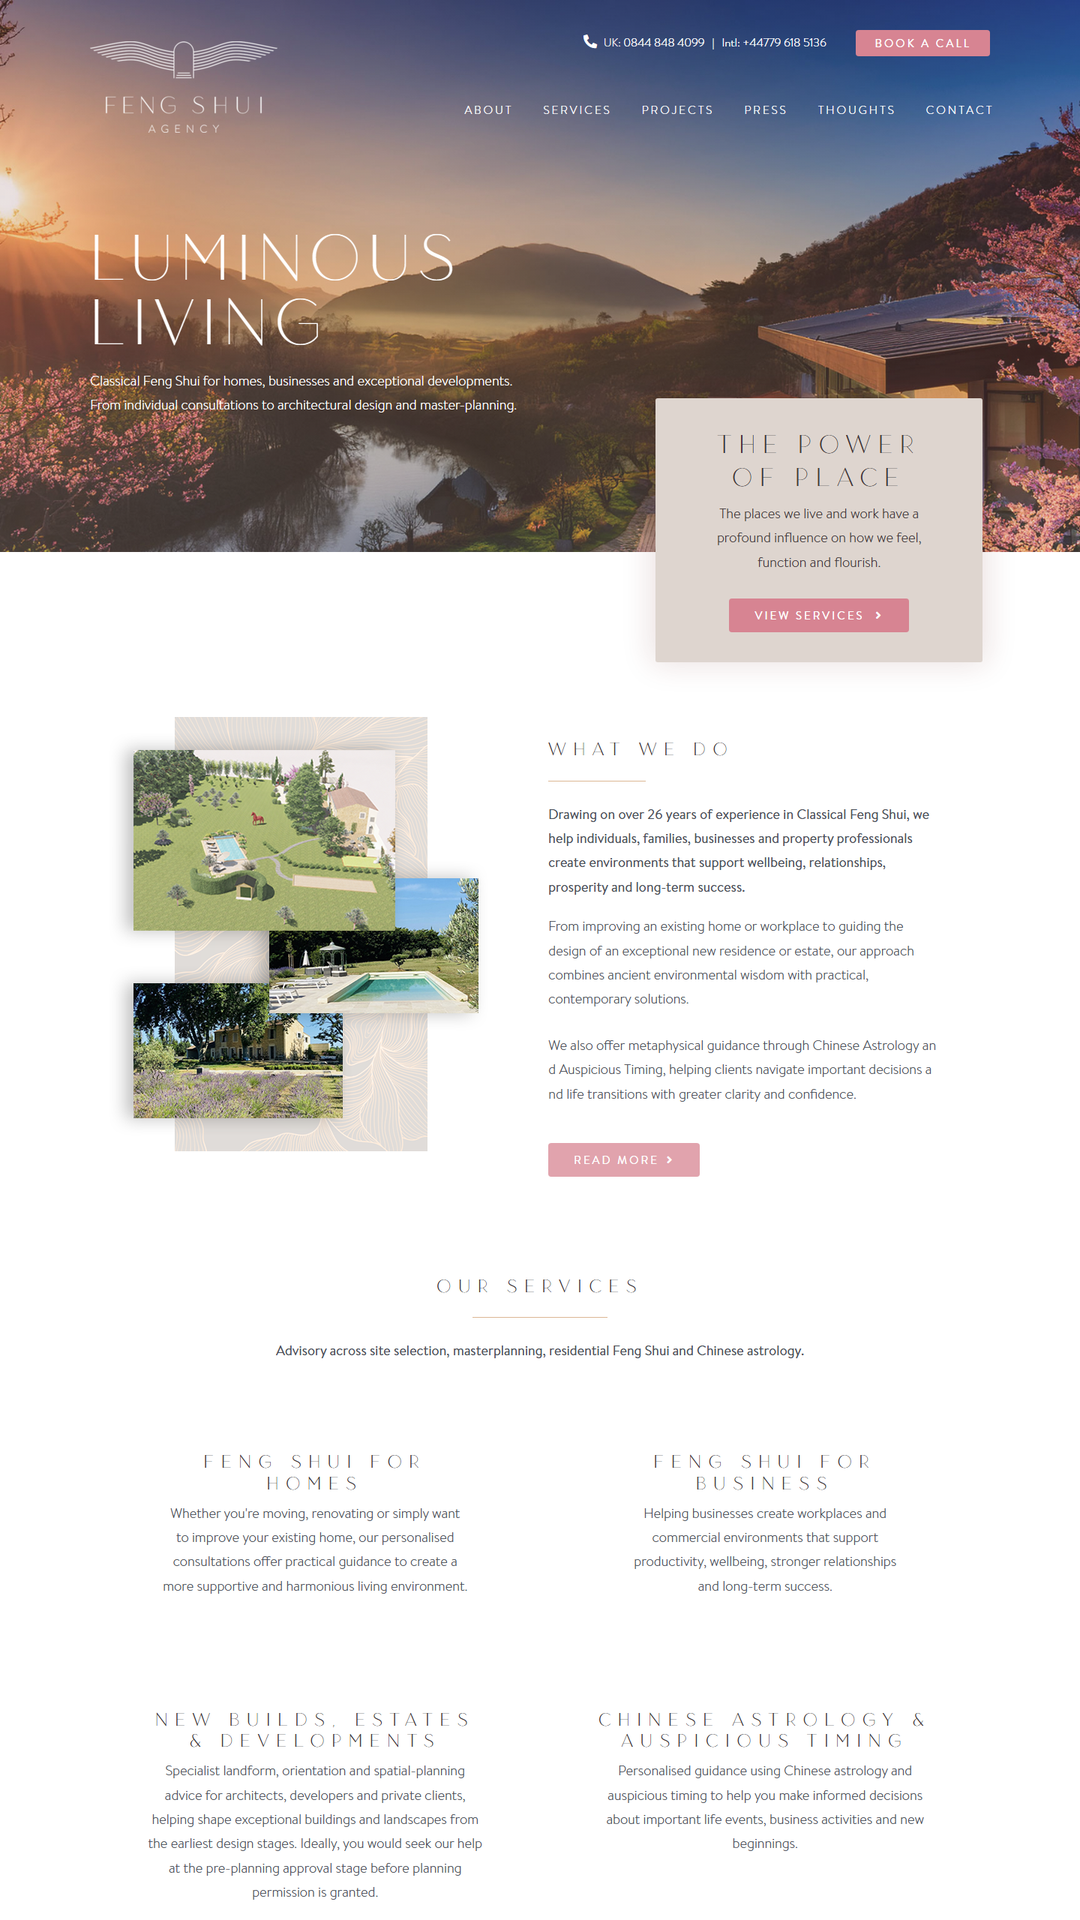 UK: 0844 848 4099 | Intl: +44779 618 5136
BOOK A CALL
FENG SHUI
AGENCY
ABOUT SERVICES PROJECTS PRESS THOUGHTS CONTACT
LUMINOUS
LIVING
Classical Feng Shui for homes, businesses and exceptional developments.
From individual consultations to architectural design and master-planning.
THE POWER
OF PLACE
The places we live and work have a
profound influence on how we feel,
function and flourish.
VIEW SERVICES
WHAT WE DO
Drawing on over 26 years of experience in Classical Feng Shui, we
help individuals, families, businesses and property professionals
create environments that support wellbeing, relationships,
prosperity and long-term success.
From improving an existing home or workplace to guiding the
design of an exceptional new residence or estate, our approach
combines ancient environmental wisdom with practical,
contemporary solutions.
We also offer metaphysical guidance through Chinese Astrology an
d Auspicious Timing, helping clients navigate important decisions a
nd life transitions with greater clarity and confidence.
READ MORE
OUR SERVICES
Advisory across site selection, masterplanning, residential Feng Shui and Chinese astrology.
FENG SHUI FOR
HOMES
Whether you're moving, renovating or simply want
to improve your existing home, our personalised
consultations offer practical guidance to create a
more supportive and harmonious living environment.
FENG SHUI FOR
BUSINESS
Helping businesses create workplaces and
commercial environments that support
productivity, wellbeing, stronger relationships
and long-term success.
NEW BUILDS, ESTATES
& DEVELOPMENTS
Specialist landform, orientation and spatial-planning
advice for architects, developers and private clients,
helping shape exceptional buildings and landscapes from
the earliest design stages. Ideally, you would seek our help
at the pre-planning approval stage before planning
permission is granted.
CHINESE ASTROLOGY &
AUSPICIOUS TIMING
Personalised guidance using Chinese astrology and
auspicious timing to help you make informed decisions
about important life events, business activities and new
beginnings.